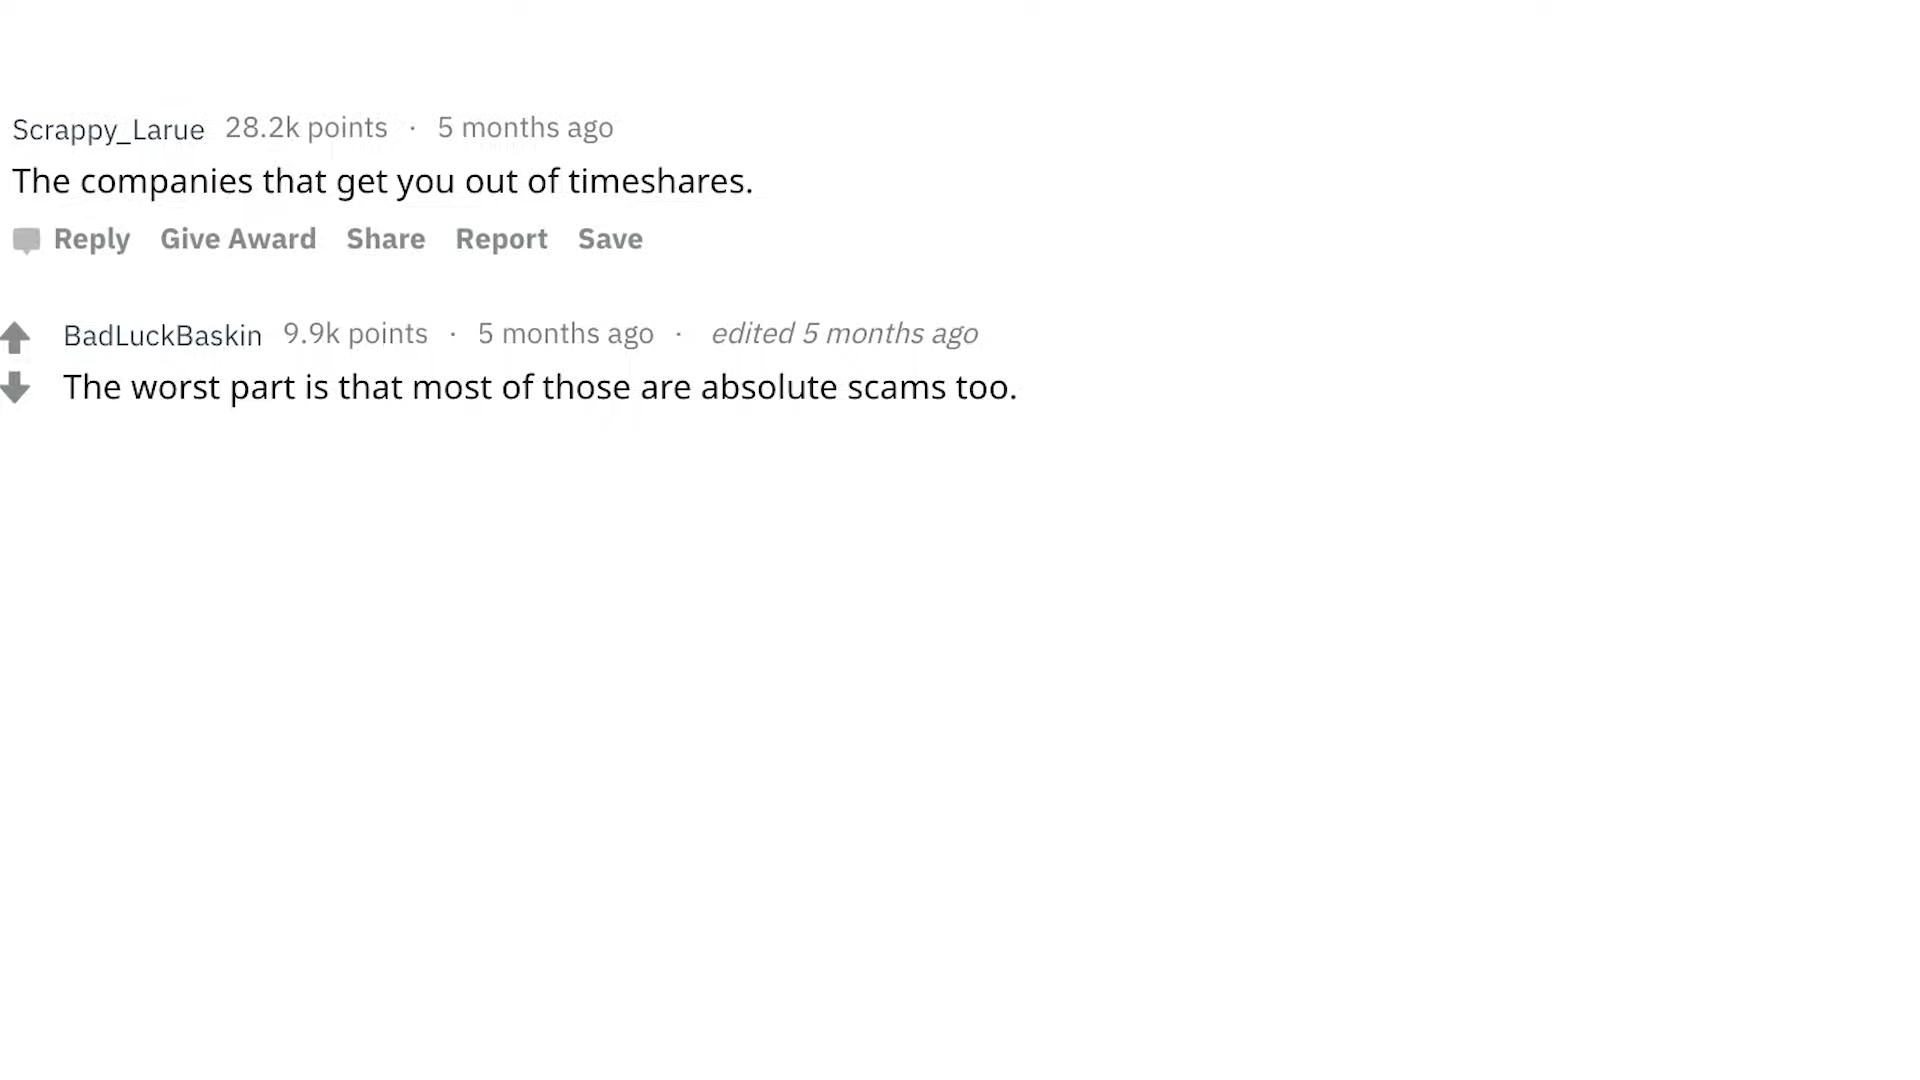 Scrappy_Larue 28.2k points · 5 months ago
The companies that get you out of timeshares.
Reply Give Award Share Report Save
BadLuckBaskin 9.9k points · 5 months ago · edited 5 months ago
The worst part is that most of those are absolute scams too.